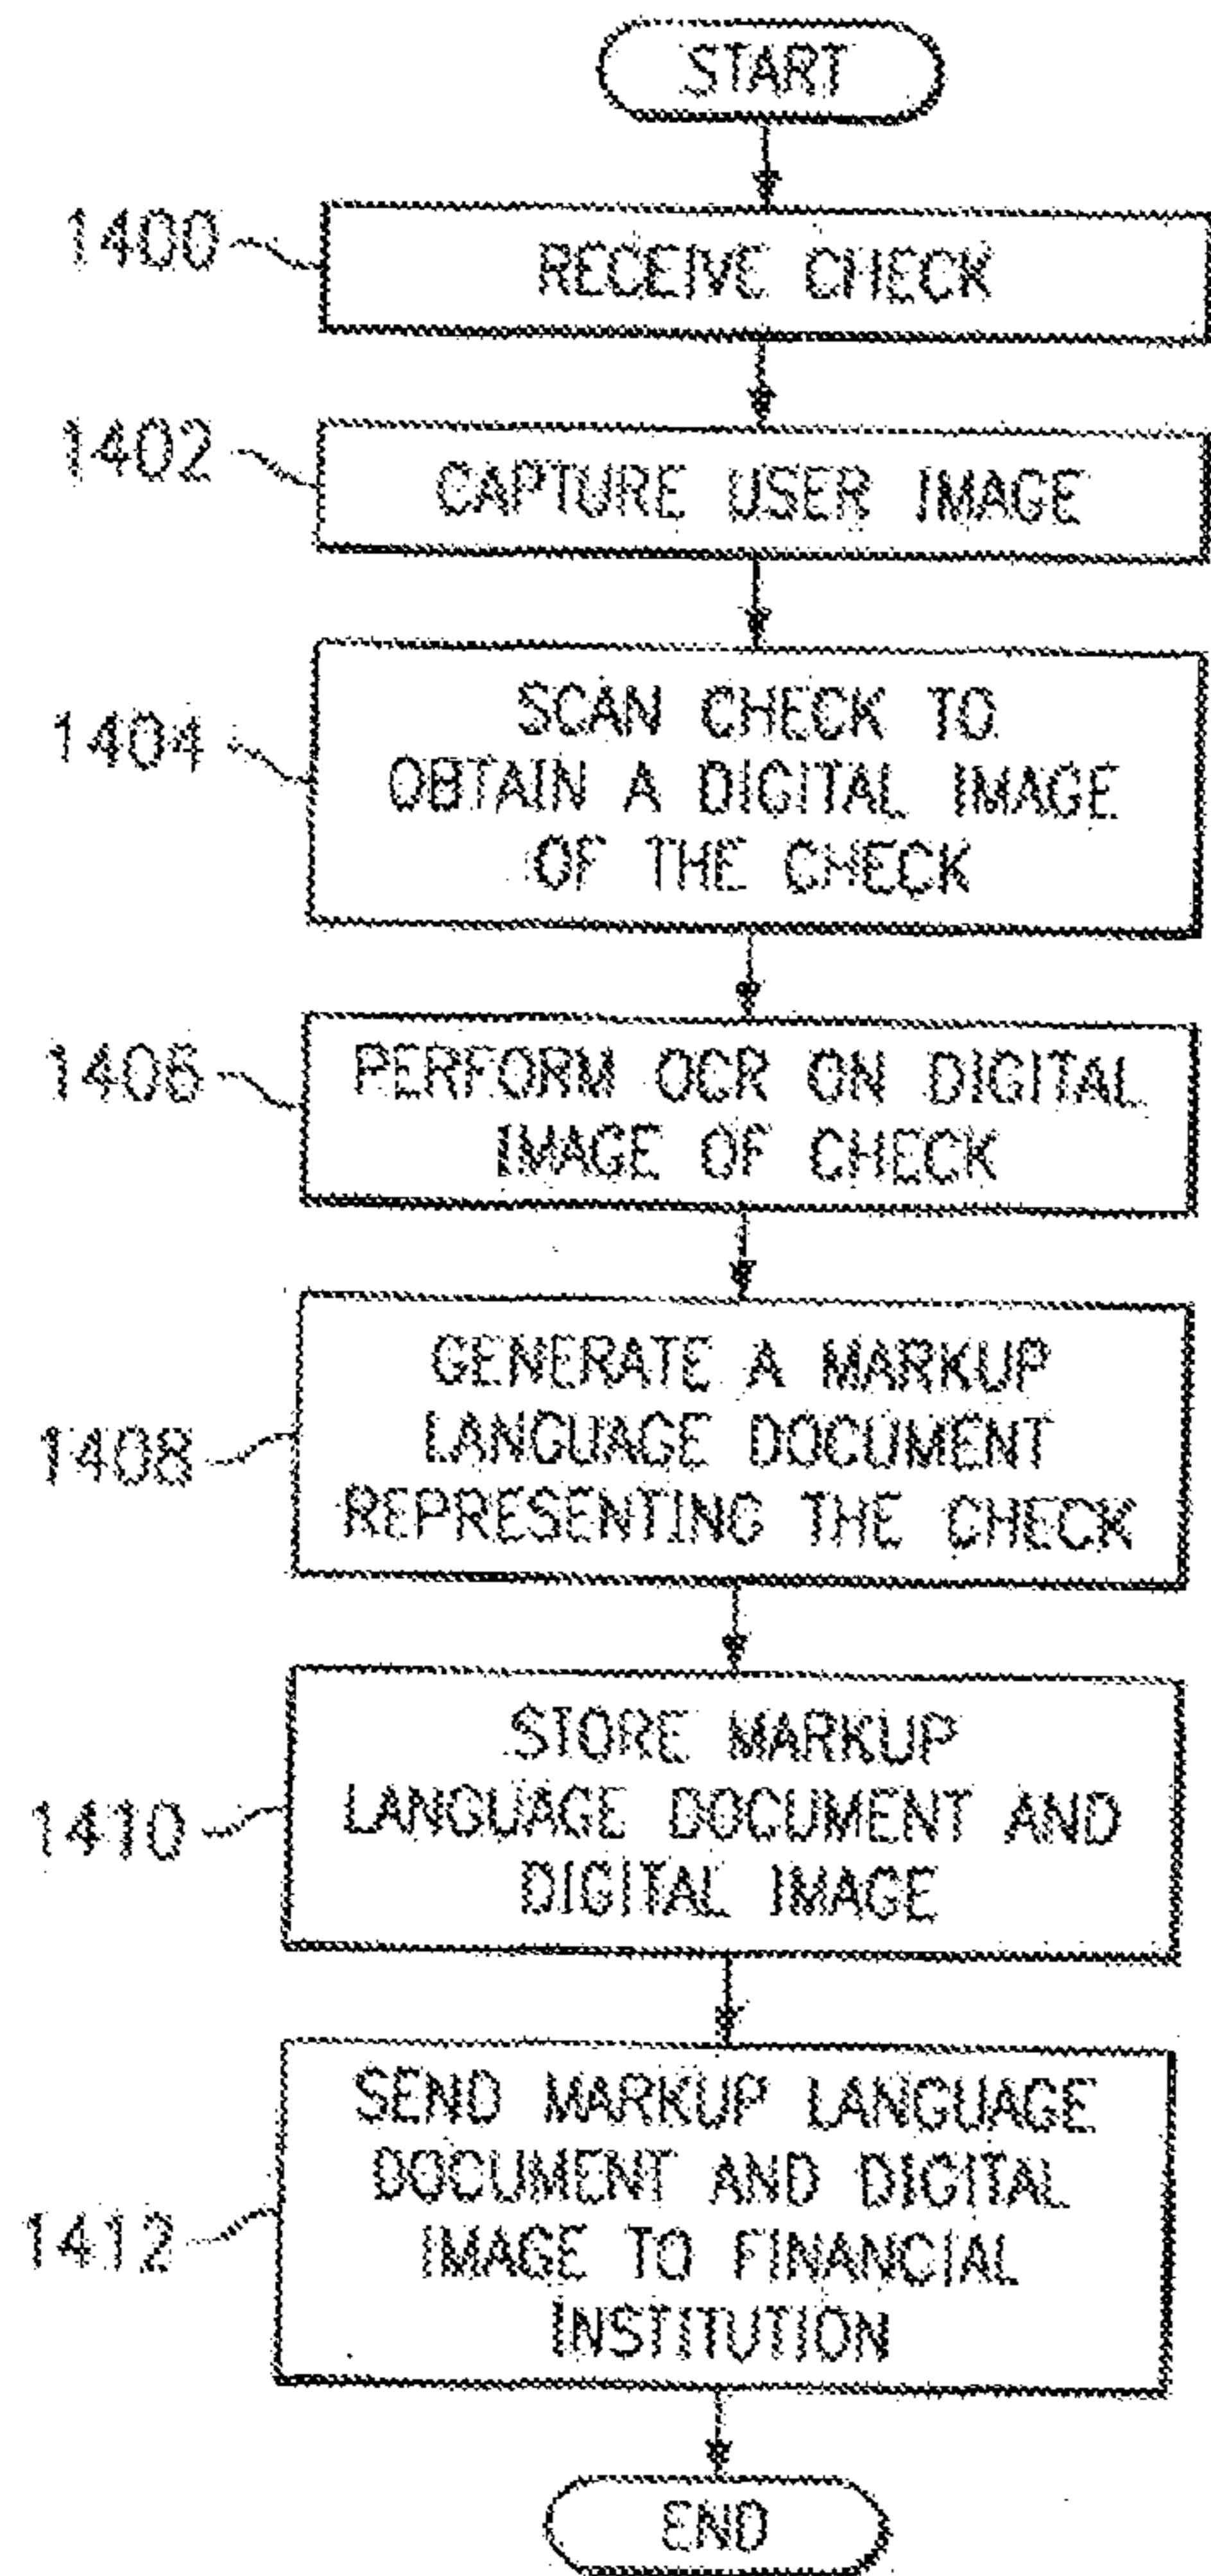 START
1400
RECEIVE CHECK
1402
CAPTURE USER IMAGE
1404
SCAN CHECK TO
OBTAIN A DIGITAL IMAGE
OF THE CHECK
1406
PERFORM OCR ON DIGITAL
IMAGE OF CHECK
1408
GENERATE A MARKUP
LANGUAGE DOCUMENT
REPRESENTING THE CHECK
1410
STORE MARKUP
LANGUAGE DOCUMENT AND
DIGITAL IMAGE
1412
SEND MARKUP LANGUAGE
DOCUMENT AND DIGITAL
IMAGE TO FINANCIAL
INSTITUTION
END